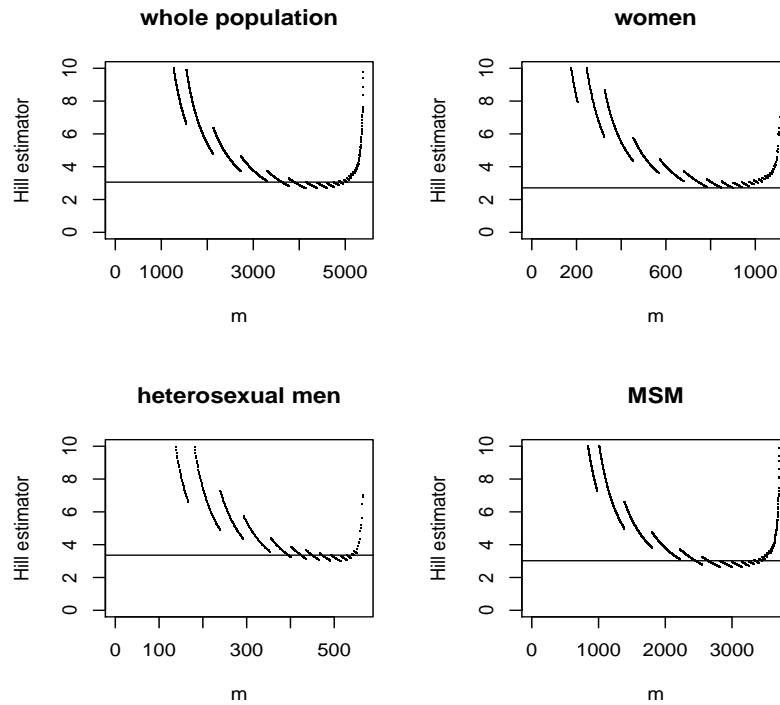 whole population
Hill estimator
0 2 4 6 8 10
0 1000 3000 5000
m
women
Hill estimator
0 2 4 6 8 10
0 200 600 1000
m
heterosexual men
Hill estimator
0 2 4 6 8 10
0 100 300 500
m
MSM
Hill estimator
0 2 4 6 8 10
0 1000 2000 3000
m